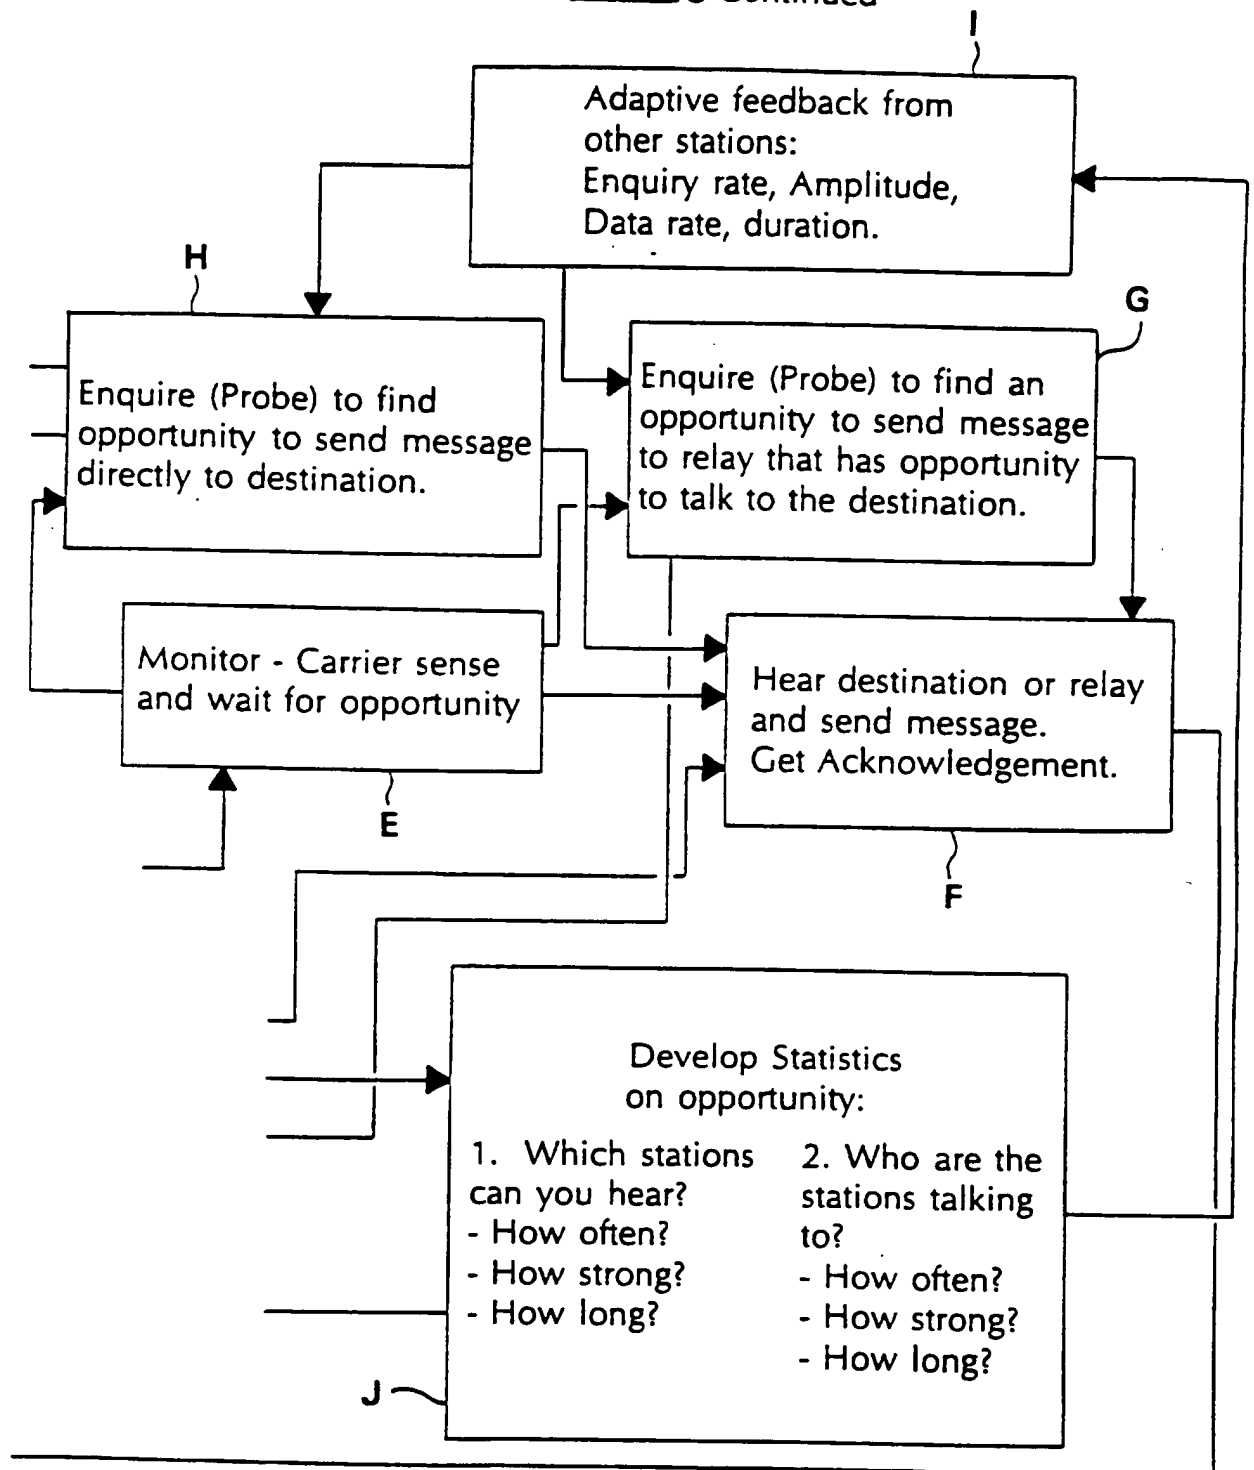 Continued
I
Adaptive feedback from
other stations:
Enquiry rate, Amplitude,
Data rate, duration.
H
G
Enquire (Probe) to find
opportunity to send message
directly to destination.
Enquire (Probe) to find an
opportunity to send message
to relay that has opportunity
to talk to the destination.
Monitor - Carrier sense
and wait for opportunity
E
Hear destination or relay
and send message.
Get Acknowledgement.
F
Develop Statistics
on opportunity:
1. Which stations
can you hear?
- How often?
- How strong?
- How long?
2. Who are the
stations talking
to?
- How often?
- How strong?
- How long?
J